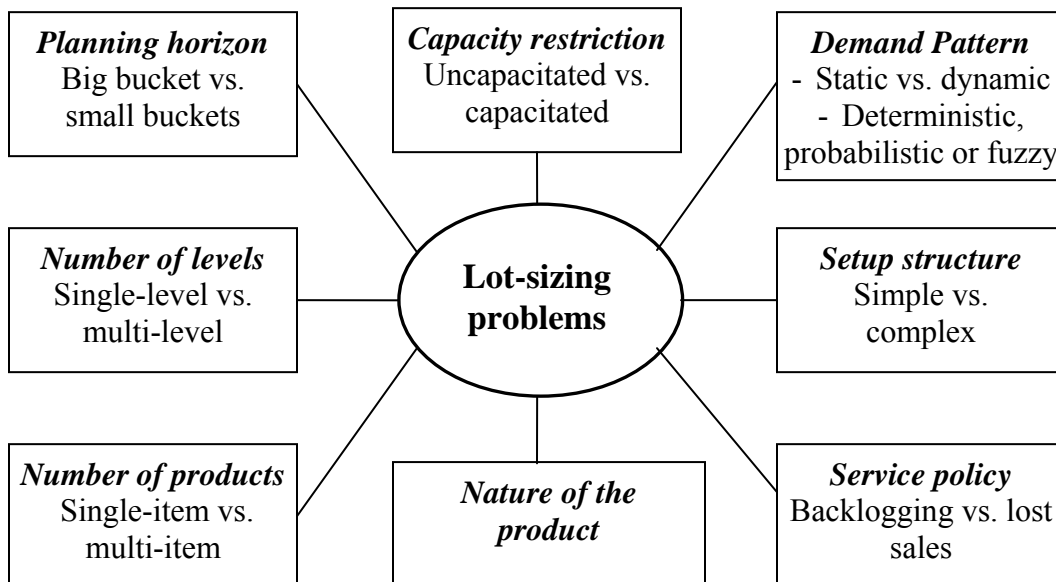 Planning horizon
Big bucket vs.
small buckets
Capacity restriction
Uncapacitated vs.
capacitated
Demand Pattern
- Static vs. dynamic
- Deterministic,
probabilistic or fuzzy
Number of levels
Single-level vs.
multi-level
Lot-sizing
problems
Setup structure
Simple vs.
complex
Number of products
Single-item vs.
multi-item
Nature of the
product
Service policy
Backlogging vs. lost
sales